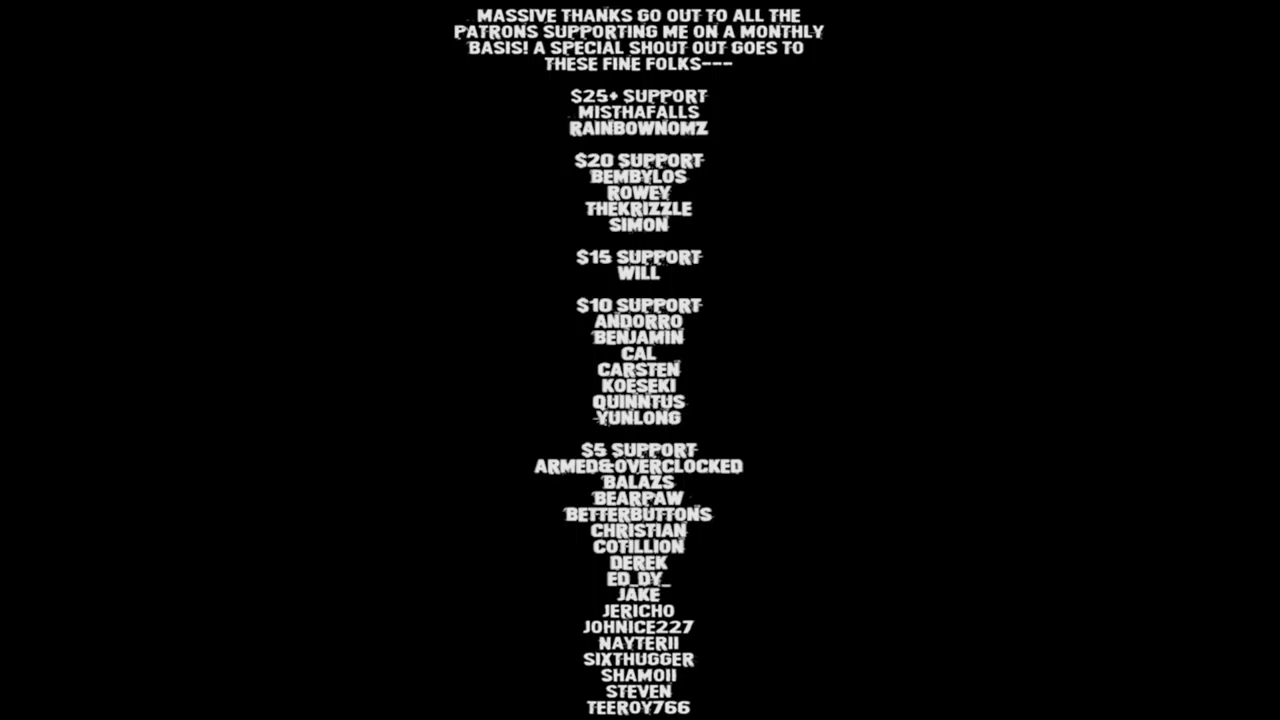 MASSIVE THANKS GO OUT TO ALL THE
PATRONS SUPPORTING ME ON A MONTHLY
BASIS! A SPECIAL SHOUT OUT GOES TO
THESE FINE FOLKS---
$25+ SUPPORT
MISTHAFALLS
RAINBOWNOMZ
$20 SUPPORT
BEMBYLOS
ROWEY
THEKRIZZLE
SIMON
$15 SUPPORT
WILL
$10 SUPPORT
ANDORRO
BENJAMIN
CAL
CARSTEN
KOESEKI
QUINNTUS
YUNLONG
$5 SUPPORT
ARMED&OVERCLOCKED
BALAZS
BEARPAW
BETTERBUTTONS
CHRISTIAN
COTILLION
DEREK
ED_DY_
JAKE
JERICHO
JOHNICE227
NAYTERII
SIXTHUGGER
SHAMOII
STEVEN
TEEROY766